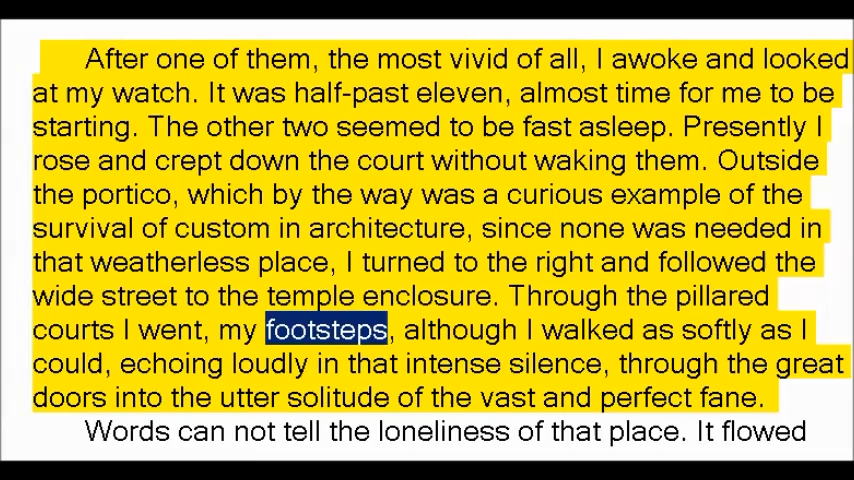 After one of them, the most vivid of all, I awoke and looked
at my watch. It was half-past eleven, almost time for me to be
starting. The other two seemed to be fast asleep. Presently I
rose and crept down the court without waking them. Outside
the portico, which by the way was a curious example of the
survival of custom in architecture, since none was needed in
that weatherless place, I turned to the right and followed the
wide street to the temple enclosure. Through the pillared
courts I went, my footsteps, although I walked as softly as I
could, echoing loudly in that intense silence, through the great
doors into the utter solitude of the vast and perfect fane.
Words can not tell the loneliness of that place. It flowed